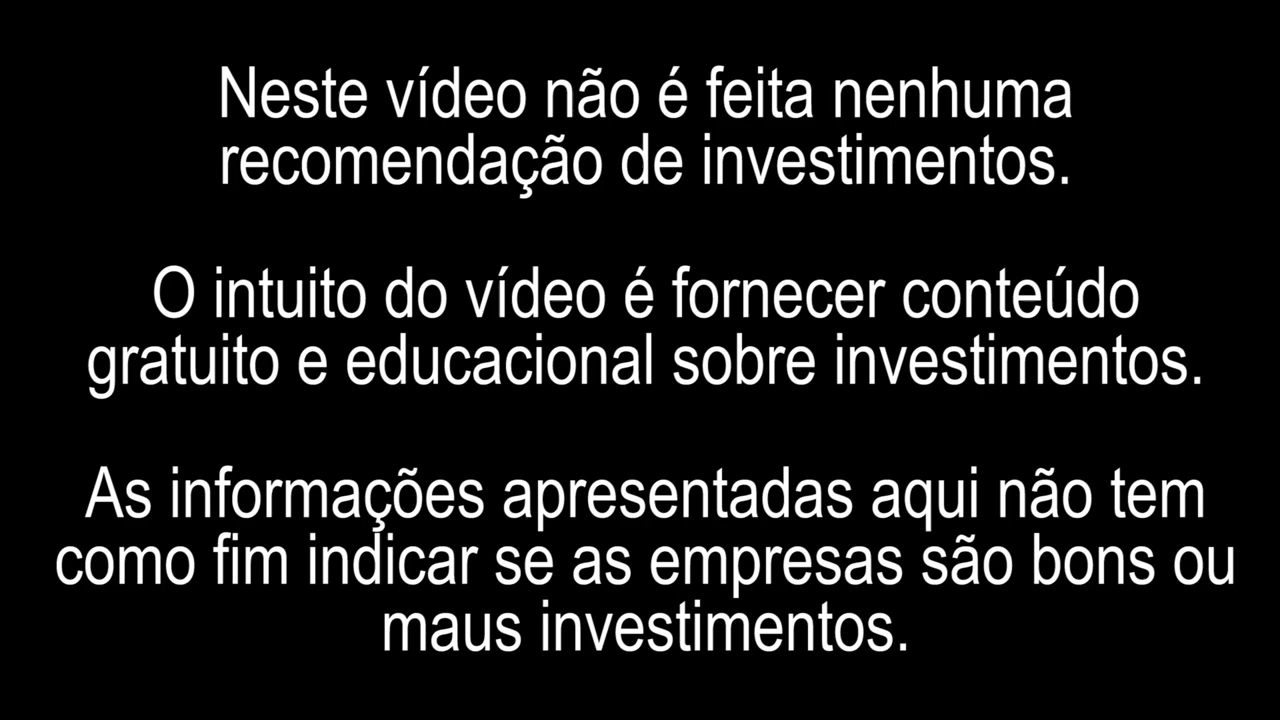 Neste vídeo não é feita nenhuma
recomendação de investimentos.
O intuito do vídeo é fornecer conteúdo
gratuito e educacional sobre investimentos.
As informações apresentadas aqui não tem
como fim indicar se as empresas são bons ou
maus investimentos.